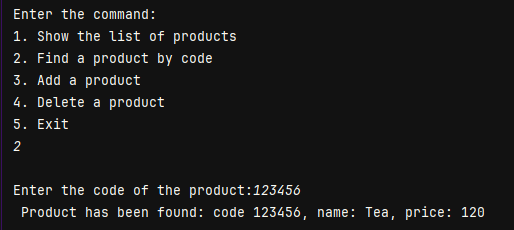 Enter the command:
1. Show the list of products
2. Find a product by code
3. Add a product
4. Delete a product
5. Exit
2
Enter the code of the product:123456
Product has been found: code 123456, name: Tea, price: 120